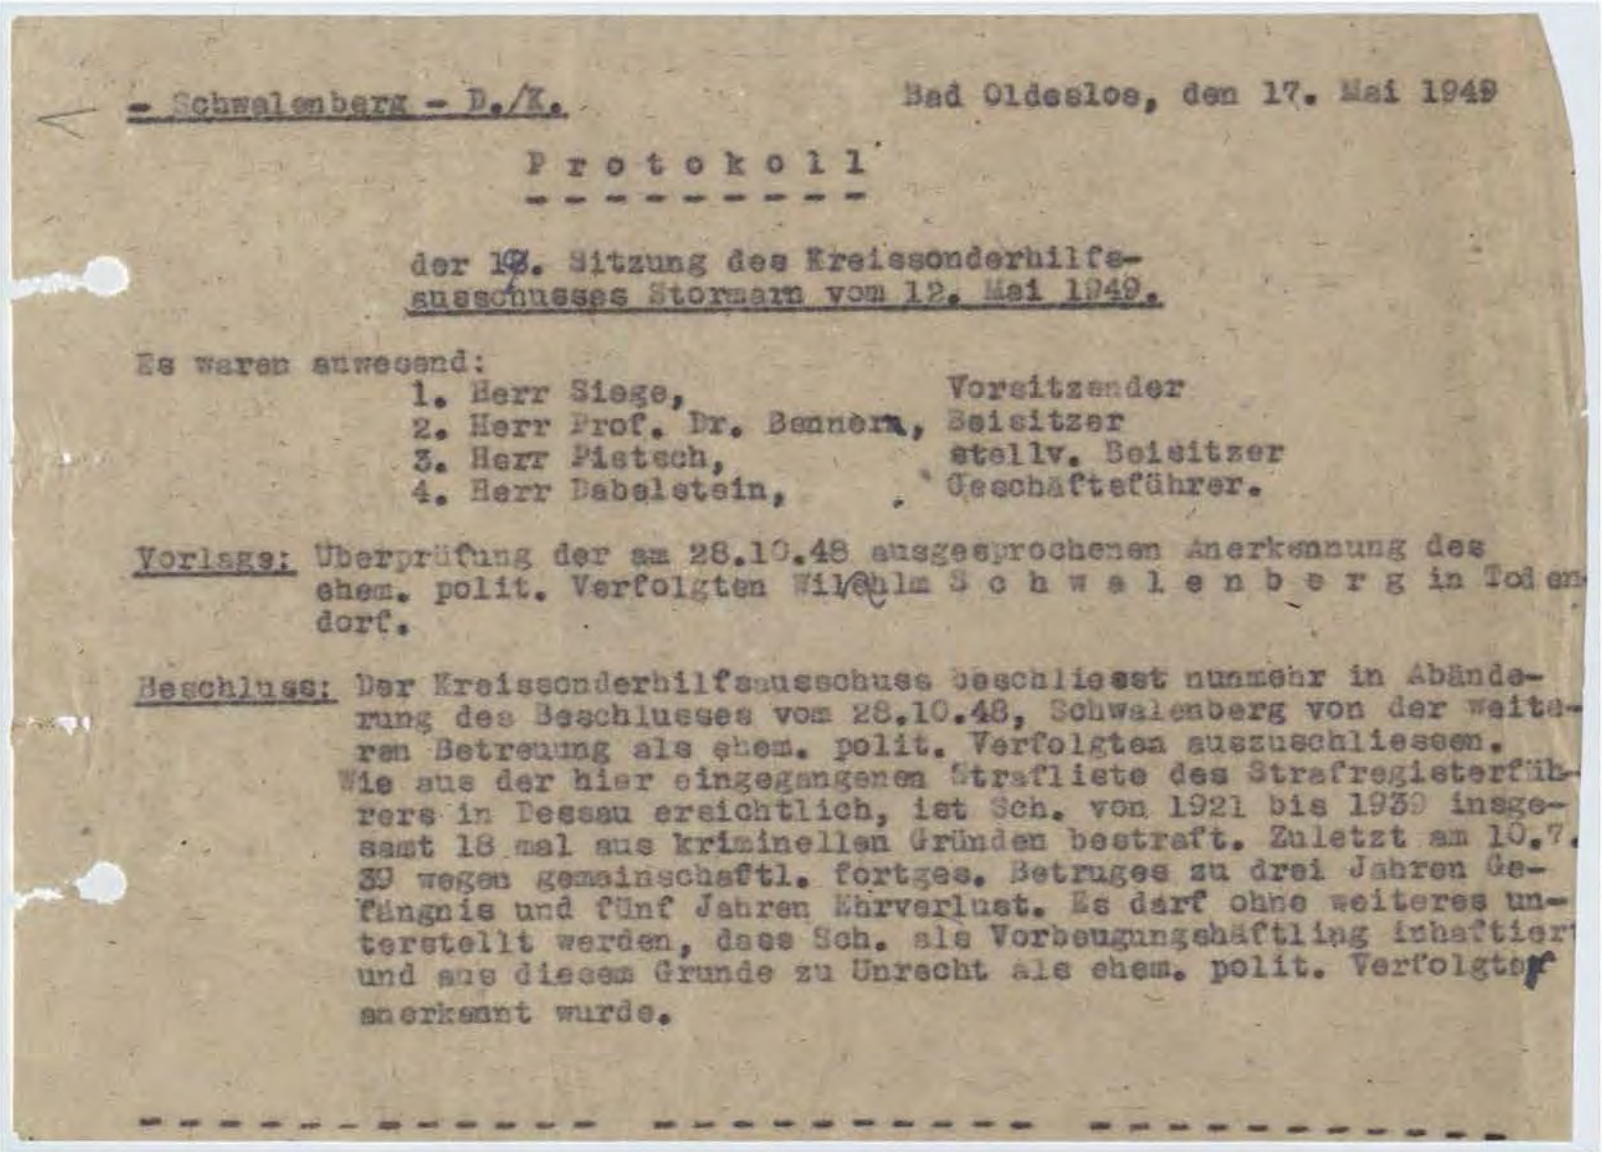 - Schwalenberg - D./K.
Bad Oldesloe, den 17. Mai 1949
P r o t o k o l l
der Sitzung des Kreissonderhilfs-
ausschusses Stormarn vom 12. Mai 1949.
Es waren anwesend:
1. Herr Siege, Vorsitzender
2. Herr Prof. Dr. Bennern, Beisitzer
3. Herr Pietsch, stellv. Beisitzer
4. Herr Dabelstein, Geschäftsführer.
Vorlage: Überprüfung der am 28.10.48 ausgesprochenen Anerkennung des
ehem. polit. Verfolgten Wilhelm S c h w a l e n b e r g in Toden
dorf.
Beschluss: Der Kreissonderhilfsausschuss beschliesst nunmehr in Abände-
rung des Beschlusses vom 28.10.48, Schwalenberg von der weite-
ren Betreuung als ehem. polit. Verfolgten auszuschliessen.
Wie aus der hier eingegangenen Strafliste des Strafregisterfüh-
rers in Dessau ersichtlich, ist Sch. von 1921 bis 1939 insge-
samt 18 mal aus kriminellen Gründen bestraft. Zuletzt am 10.7.
39 wegen gemeinschaftl. fortges. Betruges zu drei Jahren Ge-
fängnis und fünf Jahren Ehrverlust. Es darf ohne weiteres un-
terstellt werden, dass Sch. als Vorbeugungshäftling inhaftiert
und aus diesem Grunde zu Unrecht als ehem. polit. Verfolgter
anerkannt wurde.